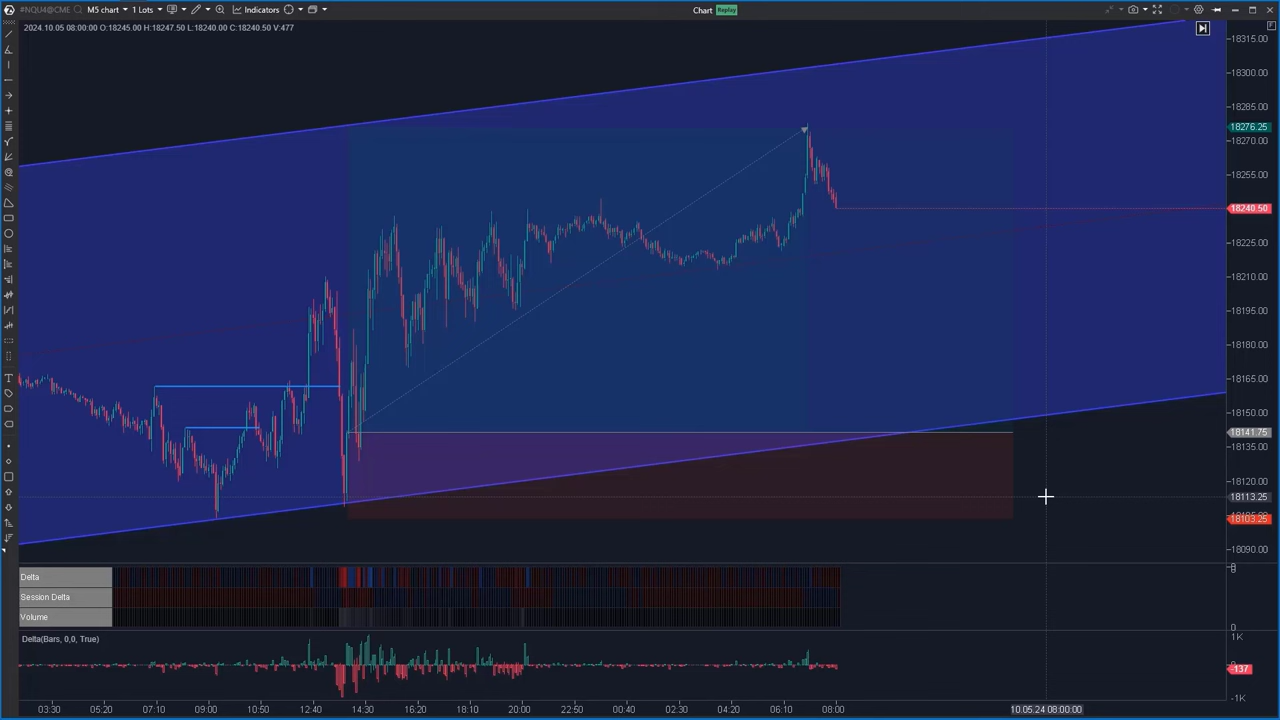 #NQU4@CME M5 chart 1 Lots Indicators Chart Replay
2024.10.05 08:00:00 O:18245.00 H:18247.50 L:18240.00 C:18240.50 V:477
F
18315.00
18300.00
18285.00
18276.25
18270.00
18255.00
18240.50
18225.00
18210.00
18195.00
18180.00
18165.00
18150.00
18141.75
18135.00
18120.00
18113.25
18103.25
18090.00
Delta
Session Delta
Volume
0
Delta(Bars, 0,0, True)
1K
-137
-1K
03:30 05:20 07:10 09:00 10:50 12:40 14:30 16:20 18:10 20:00 22:50 00:40 02:30 04:20 06:10 08:00 10.05.24 08:00:00